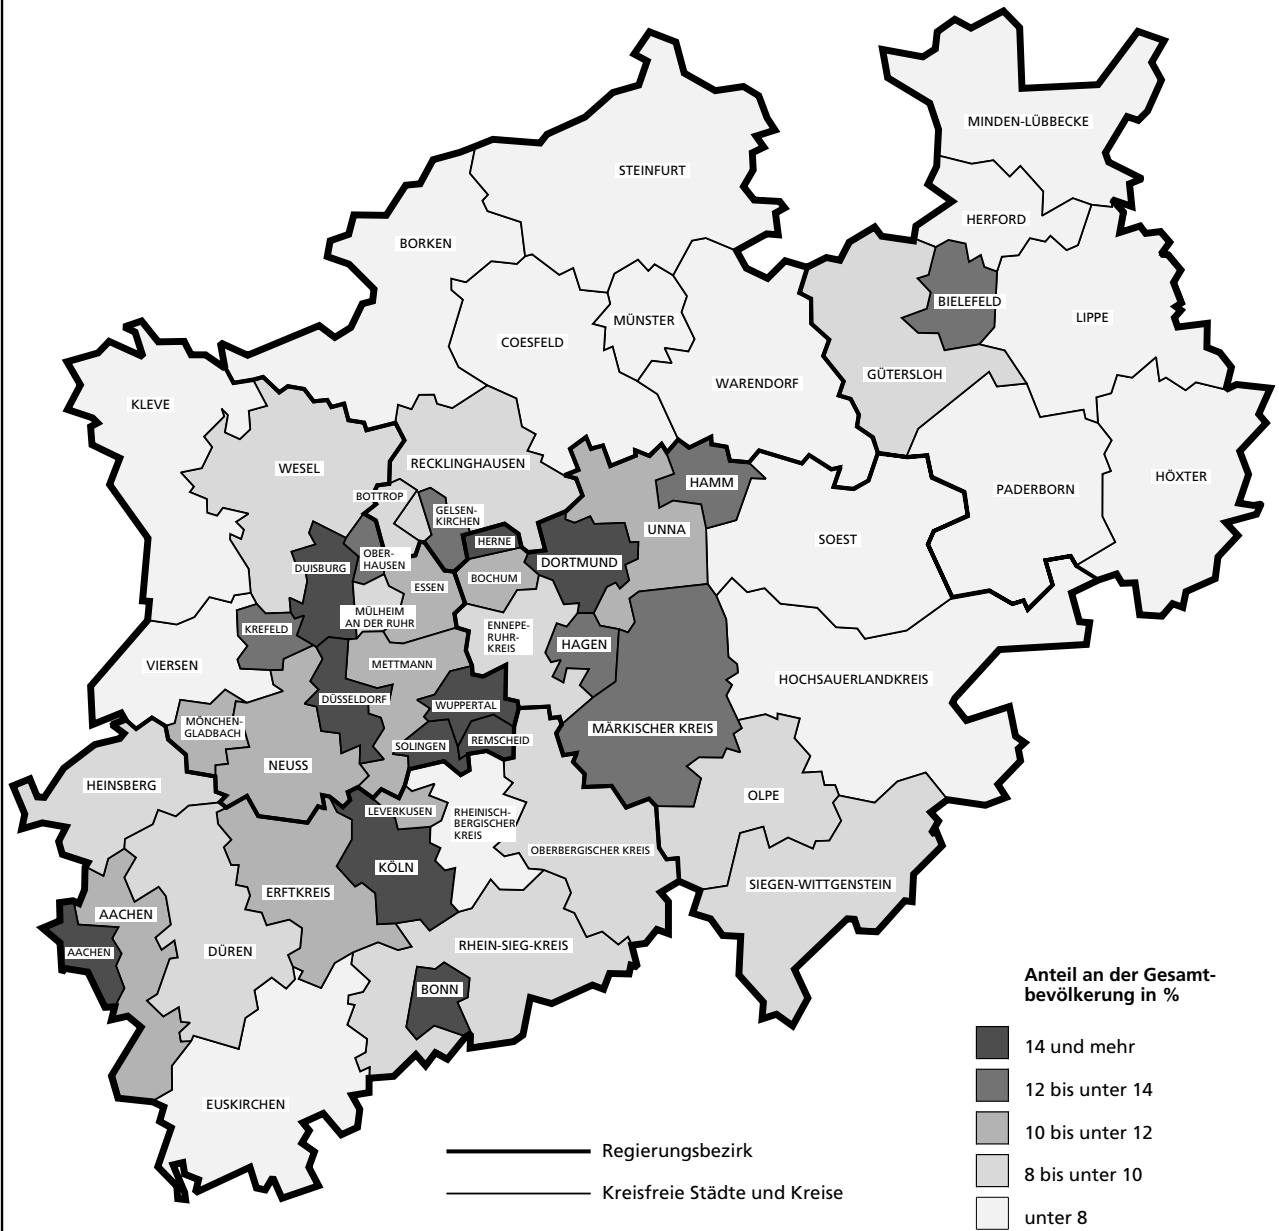 MINDEN-LÜBBECKE
STEINFURT
HERFORD
BORKEN
BIELEFELD
LIPPE
MÜNSTER
COESFELD
GÜTERSLOH
WARENDORF
KLEVE
RECKLINGHAUSEN
WESEL
HÖXTER
HAMM
PADERBORN
BOTTROP
GELSEN-
KIRCHEN
UNNA
SOEST
HERNE
OBER-
HAUSEN
DORTMUND
DUISBURG
BOCHUM
ESSEN
MÜLHEIM
AN DER RUHR
KREFELD
ENNEPE-
RUHR-
KREIS
HAGEN
VIERSEN
METTMANN
HOCHSAUERLANDKREIS
DÜSSELDORF
WUPPERTAL
MÖNCHEN-
GLADBACH
MÄRKISCHER KREIS
REMSCHEID
SOLINGEN
NEUSS
HEINSBERG
OLPE
LEVERKUSEN
RHEINISCH-
BERGISCHER
KREIS
OBERBERGISCHER KREIS
KÖLN
SIEGEN-WITTGENSTEIN
ERFTKREIS
AACHEN
RHEIN-SIEG-KREIS
AACHEN
DÜREN
BONN
EUSKIRCHEN
Anteil an der Gesamt-
bevölkerung in %
14 und mehr
12 bis unter 14
10 bis unter 12
8 bis unter 10
unter 8
Regierungsbezirk
Kreisfreie Städte und Kreise